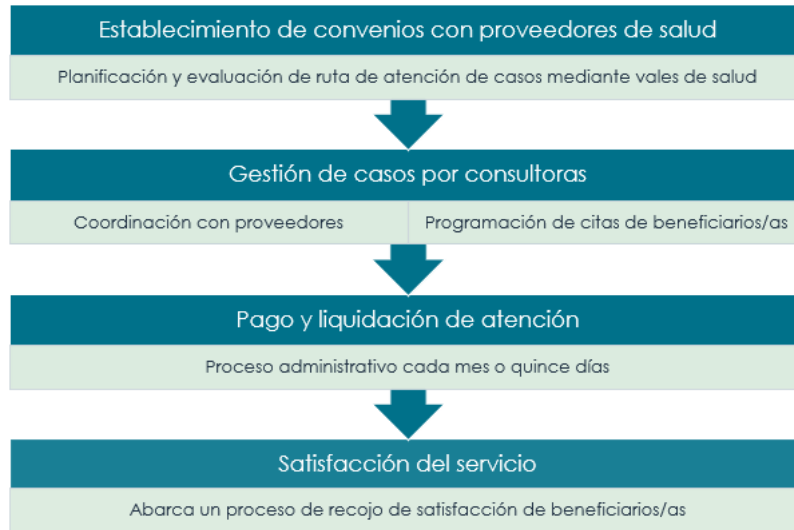 Establecimiento de convenios con proveedores de salud
Planificación y evaluación de ruta de atención de casos mediante vales de salud
Gestión de casos por consultoras
Coordinación con proveedores
Programación de citas de beneficiarios/as
Pago y liquidación de atención
Proceso administrativo cada mes o quince días
Satisfacción del servicio
Abarca un proceso de recojo de satisfacción de beneficiarios/as